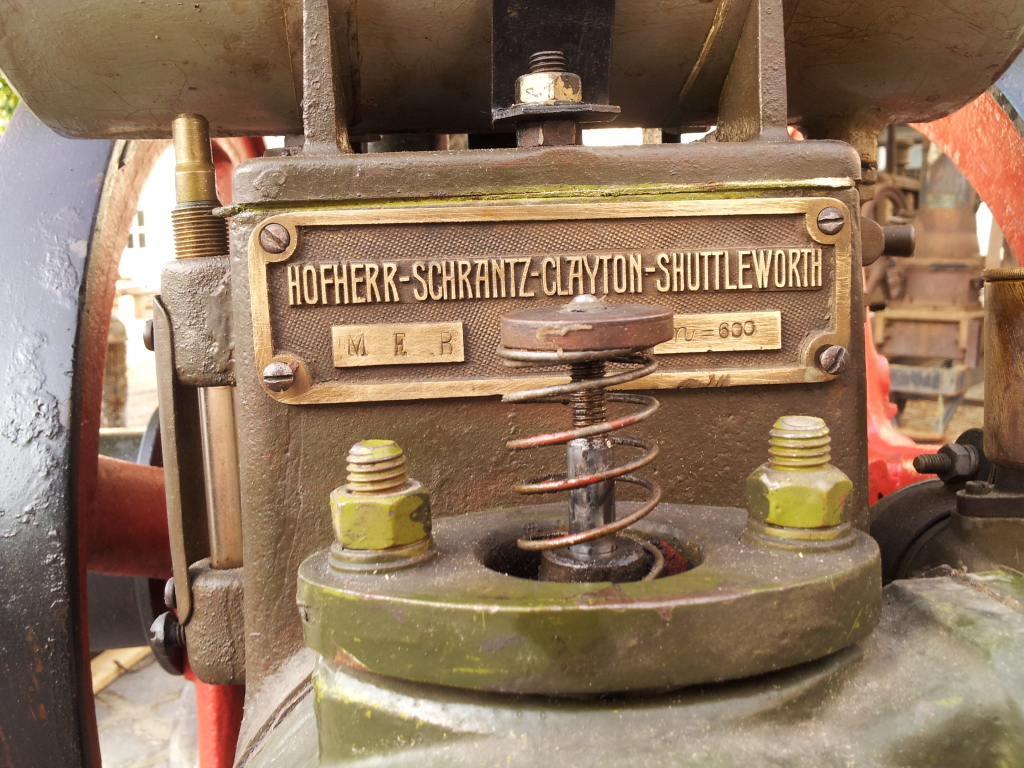 HOFHERR-SCHRANTZ-CLAYTON-SHUTTLEWORTH
M E R n=600